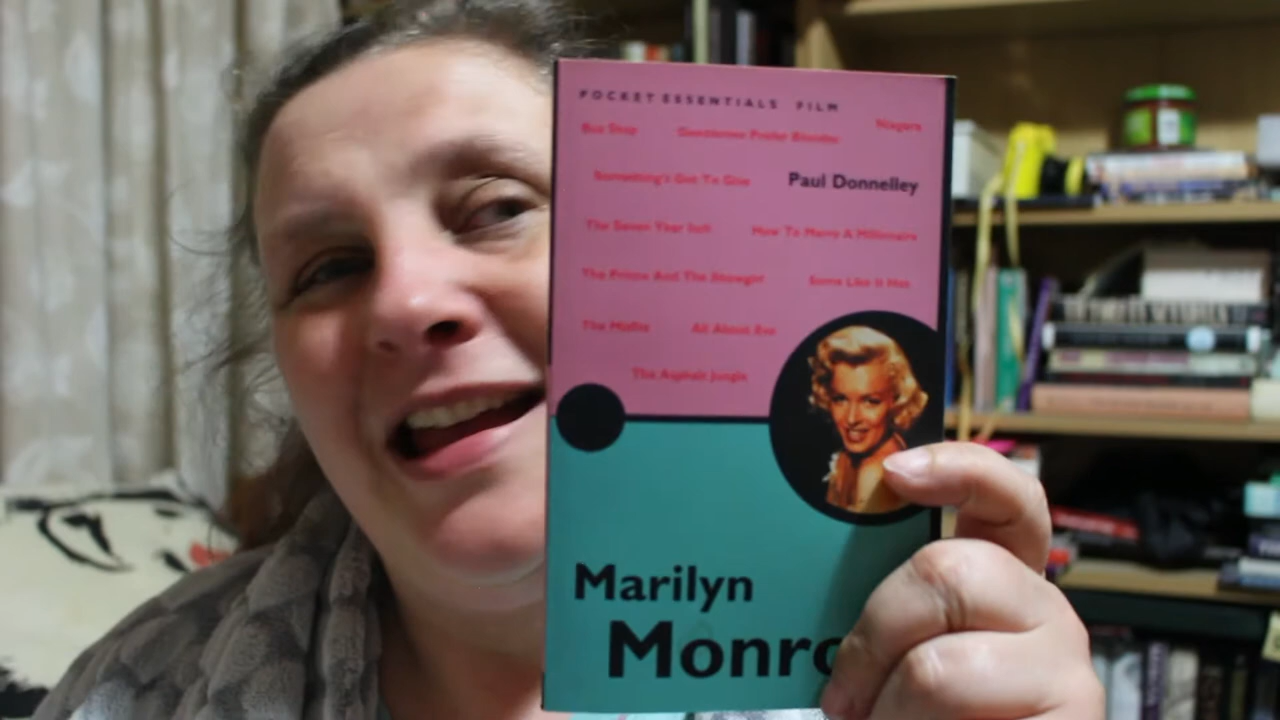 POCKET ESSENTIALS FILM
Bus Stop Gentlemen Prefer Blondes Niagara
Something's Got To Give Paul Donnelley
The Seven Year Itch How To Marry A Millionaire
The Prince And The Showgirl Some Like It Hot
The Misfits All About Eve
The Asphalt Jungle
Marilyn
Monro